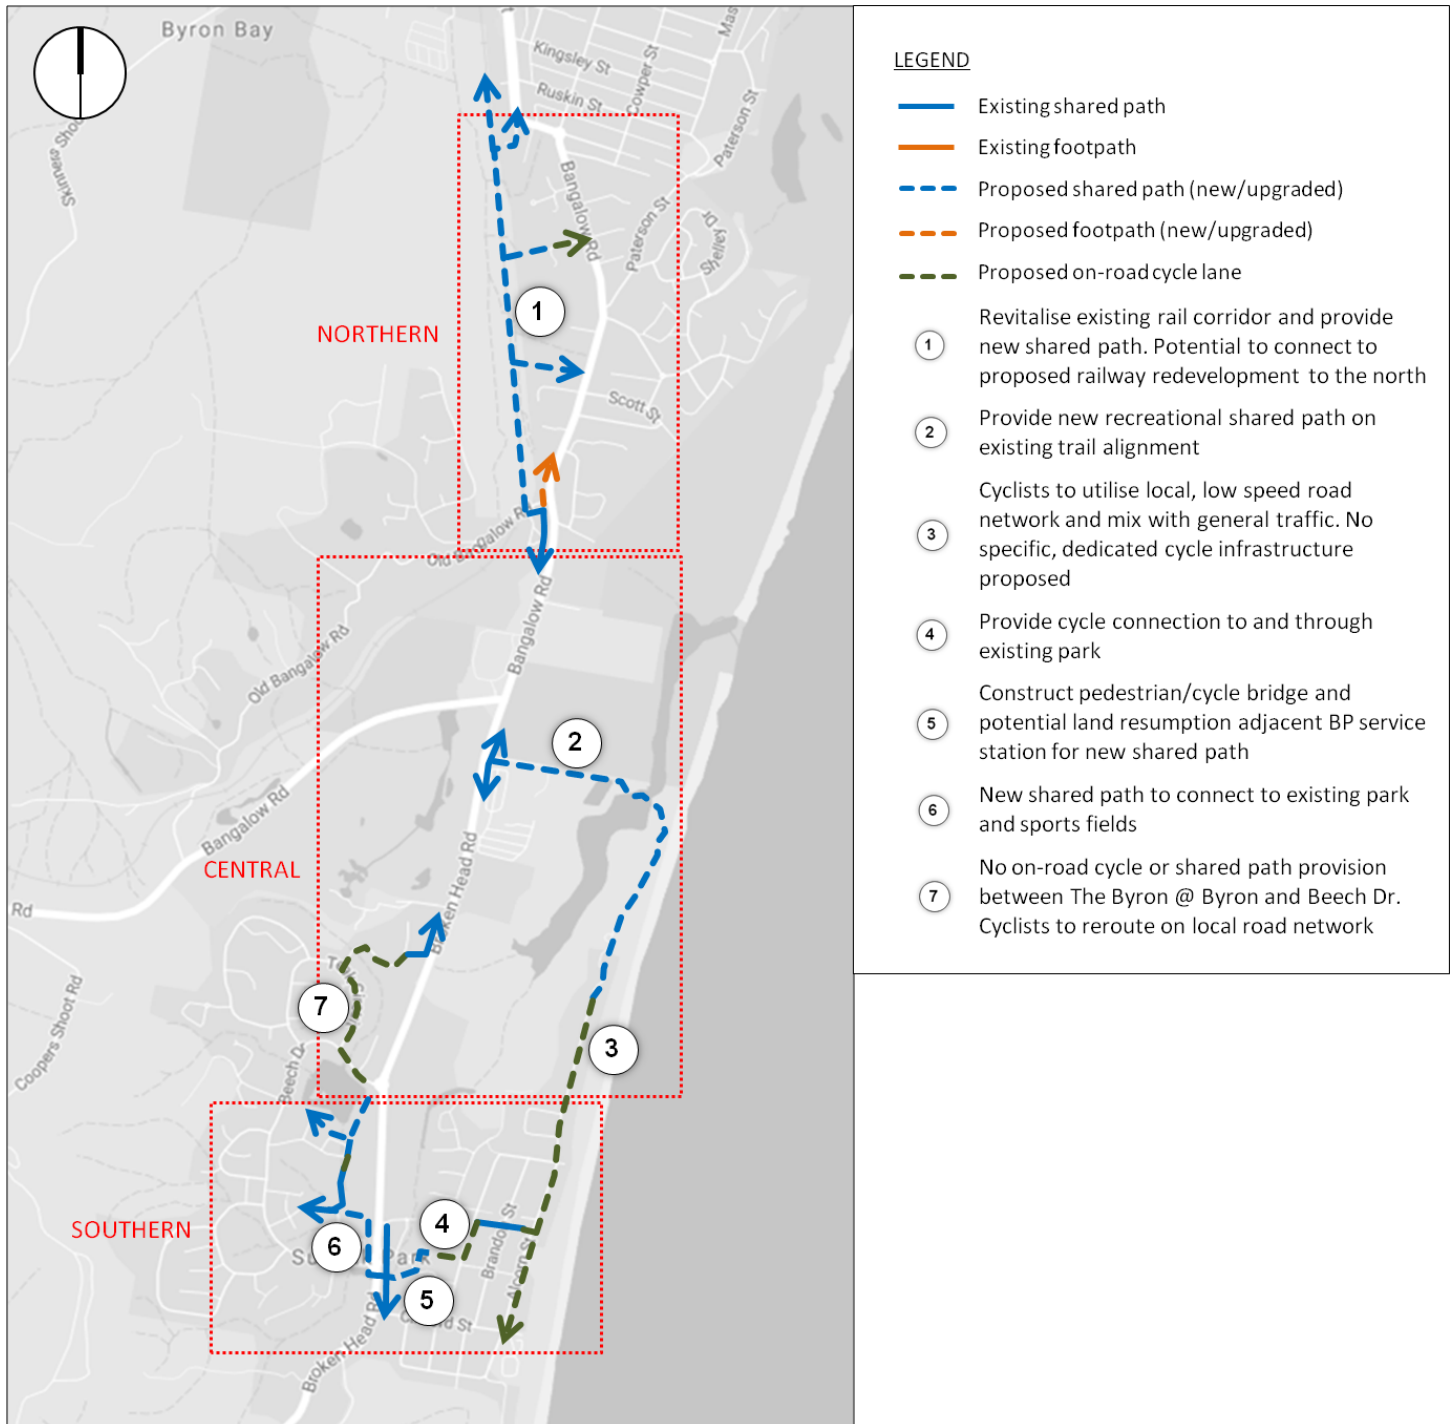 Byron Bay
Kingsley St
Ruskin St
Cowper St
Paterson St
Bangalow Rd
Paterson St
Shelley Dr
Scott St
NORTHERN
1
Old Bangalow Rd
Old Bangalow Rd
Bangalow Rd
2
Bangalow Rd
CENTRAL
Rd
Broken Head Rd
7
3
Coopers Shoot Rd
Beech Dr
SOUTHERN
4
6
5
Brandon St
Alcorn St
Broken Head Rd
LEGEND
Existing shared path
Existing footpath
Proposed shared path (new/upgraded)
Proposed footpath (new/upgraded)
Proposed on-road cycle lane
1
Revitalise existing rail corridor and provide
new shared path. Potential to connect to
proposed railway redevelopment to the north
2
Provide new recreational shared path on
existing trail alignment
3
Cyclists to utilise local, low speed road
network and mix with general traffic. No
specific, dedicated cycle infrastructure
proposed
4
Provide cycle connection to and through
existing park
5
Construct pedestrian/cycle bridge and
potential land resumption adjacent BP service
station for new shared path
6
New shared path to connect to existing park
and sports fields
7
No on-road cycle or shared path provision
between The Byron @ Byron and Beech Dr.
Cyclists to reroute on local road network